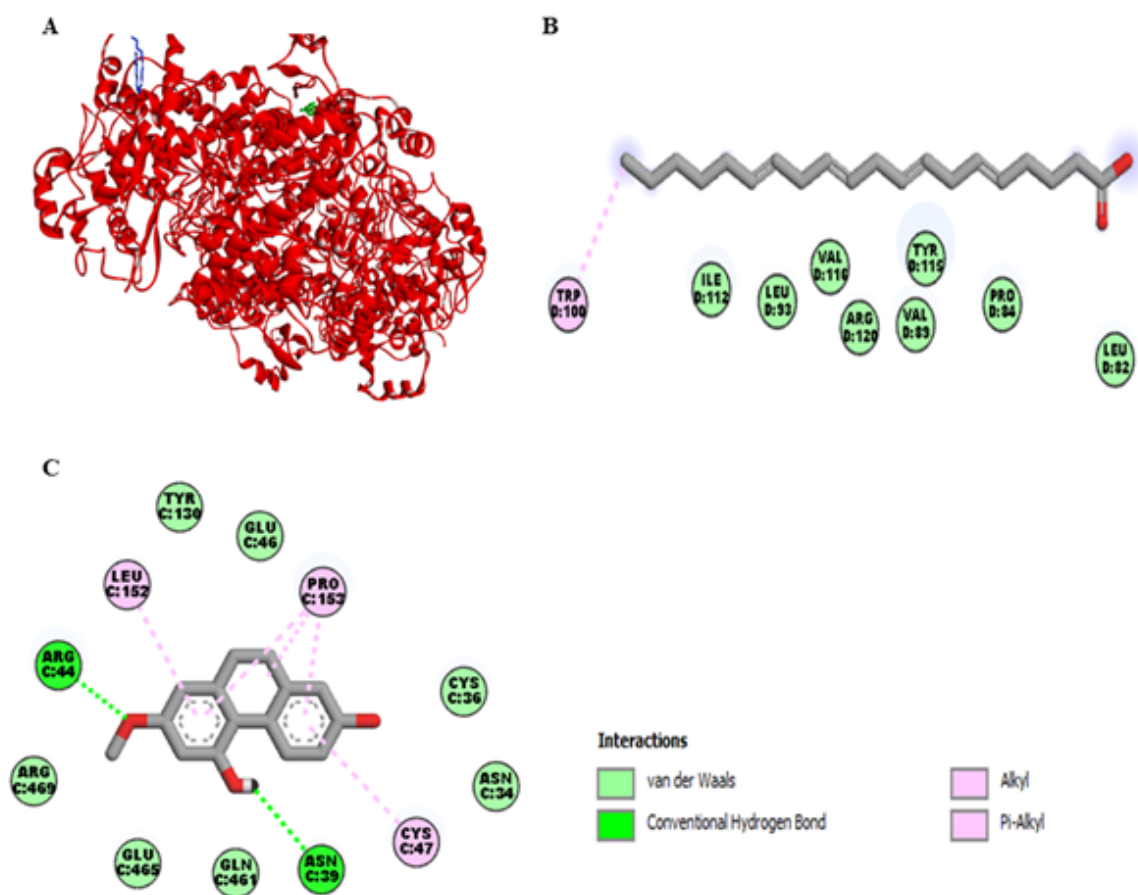 A
B
TRP
D:100
ILE
D:112
LEU
D:93
VAL
D:116
ARG
D:120
TYR
D:115
VAL
D:89
PRO
D:84
LEU
D:82
C
TYR
C:130
GLU
C:46
LEU
C:152
PRO
C:153
ARG
C:44
CYS
C:36
ARG
C:469
ASN
C:34
CYS
C:47
GLU
C:465
GLN
C:461
ASN
C:39
Interactions
van der Waals
Conventional Hydrogen Bond
Alkyl
Pi-Alkyl